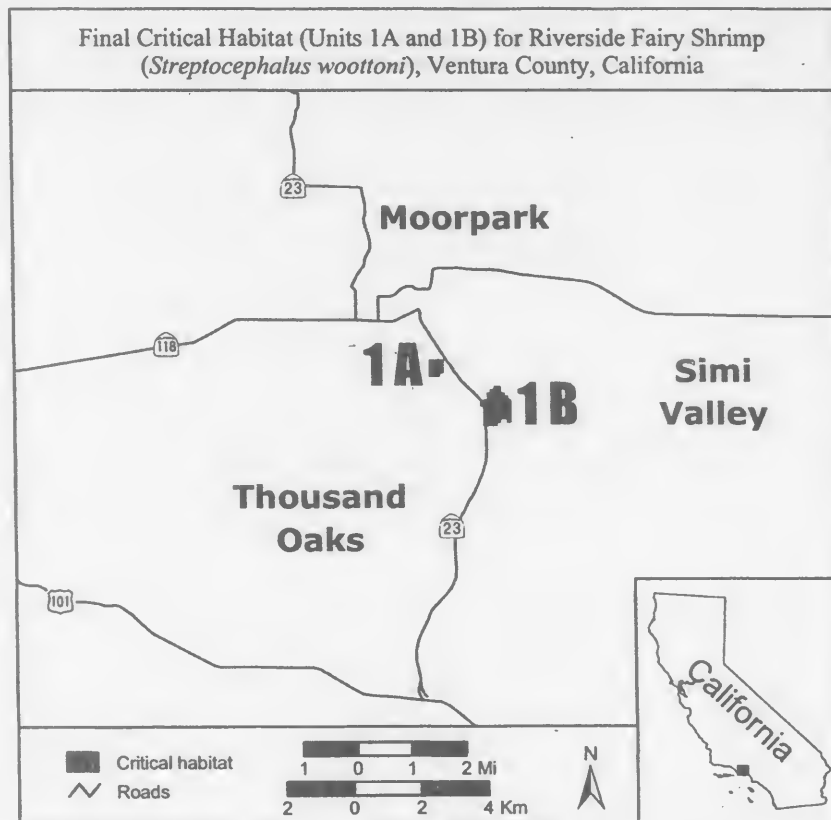 Final Critical Habitat (Units 1A and 1B) for Riverside Fairy Shrimp
(Streptocephalus woottoni), Ventura County, California
23
Moorpark
118
1A
1B
Simi
Valley
Thousand
Oaks
23
101
California
Critical habitat
Roads
1 0 1 2 Mi
2 0 2 4 Km
N